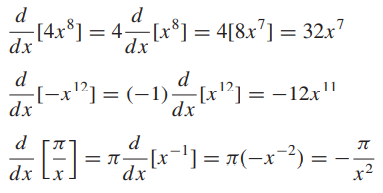 d/dx [4x⁸] = 4 d/dx [x⁸] = 4[8x⁷] = 32x⁷
d/dx [−x¹²] = (−1) d/dx [x¹²] = −12x¹¹
d/dx [π/x] = π d/dx [x⁻¹] = π(−x⁻²) = − π/x²